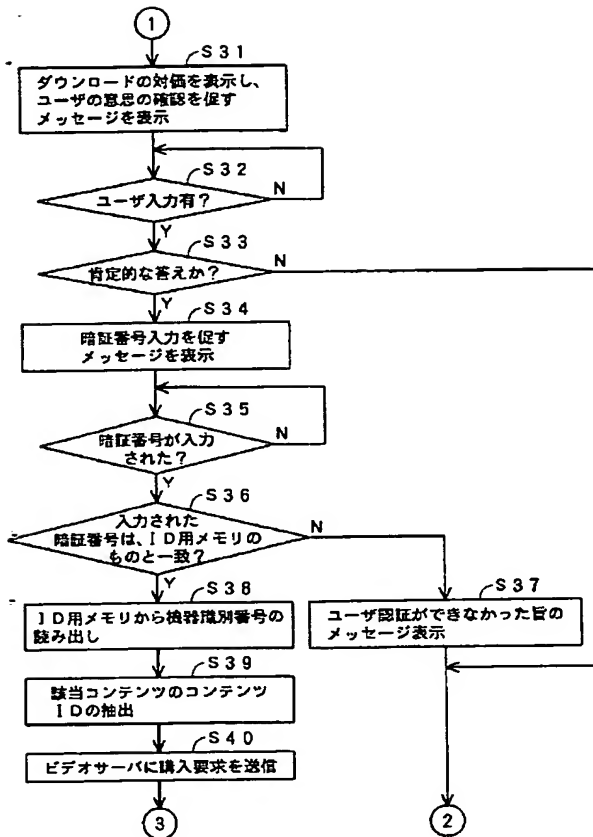 1
S31
ダウンロードの対価を表示し、
ユーザの意思の確認を促す
メッセージを表示
S32
ユーザ入力有?
N
Y
S33
肯定的な答えか?
N
Y
S34
暗証番号入力を促す
メッセージを表示
S35
暗証番号が入力
された?
N
Y
S36
入力された
暗証番号は、ID用メモリの
ものと一致?
N
Y
S38
ID用メモリから機器識別番号の
読み出し
S37
ユーザ認証ができなかった旨の
メッセージ表示
S39
該当コンテンツのコンテンツ
IDの抽出
S40
ビデオサーバに購入要求を送信
3
2